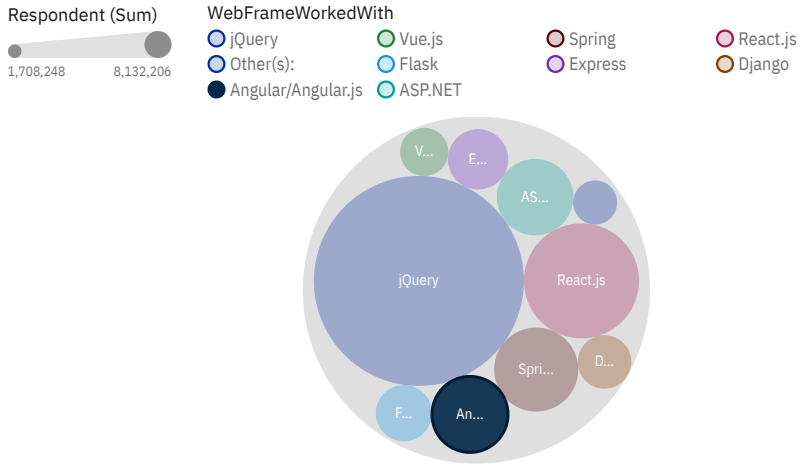 Respondent (Sum)
1,708,248 8,132,206
WebFrameWorkedWith
jQuery Vue.js Spring React.js
Other(s): Flask Express Django
Angular/Angular.js ASP.NET
V...
E...
AS...
jQuery
React.js
Spri...
D...
F...
An...